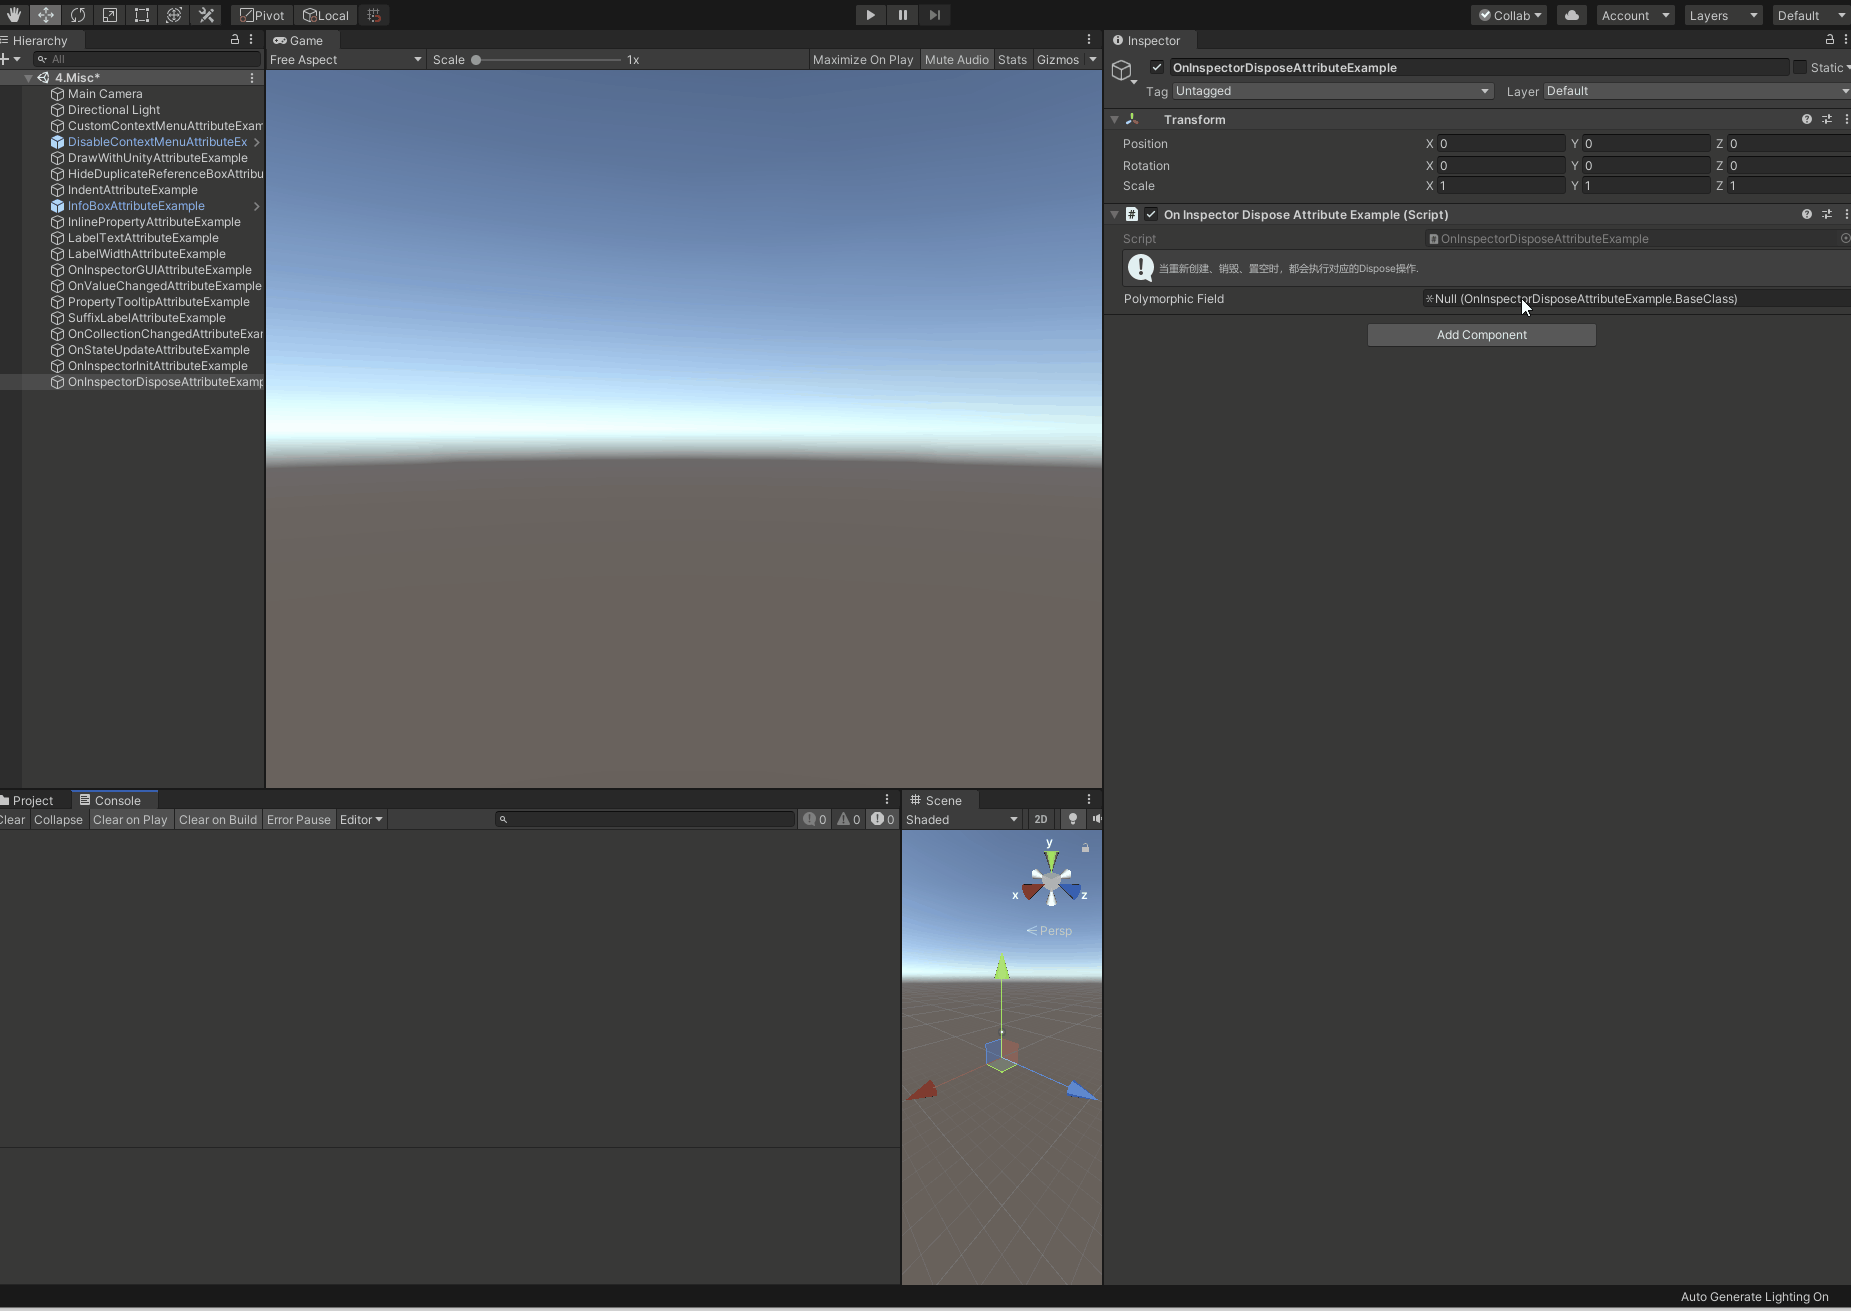 Pivot Local Collab Account Layers Default
Hierarchy
All
4.Misc*
Main Camera
Directional Light
CustomContextMenuAttributeExam
DisableContextMenuAttributeEx
DrawWithUnityAttributeExample
HideDuplicateReferenceBoxAttribu
IndentAttributeExample
InfoBoxAttributeExample
InlinePropertyAttributeExample
LabelTextAttributeExample
LabelWidthAttributeExample
OnInspectorGUIAttributeExample
OnValueChangedAttributeExample
PropertyTooltipAttributeExample
SuffixLabelAttributeExample
OnCollectionChangedAttributeExar
OnStateUpdateAttributeExample
OnInspectorInitAttributeExample
OnInspectorDisposeAttributeExamp
Game
Free Aspect Scale 1x Maximize On Play Mute Audio Stats Gizmos
Inspector
OnInspectorDisposeAttributeExample Static
Tag Untagged Layer Default
Transform
Position X 0 Y 0 Z 0
Rotation X 0 Y 0 Z 0
Scale X 1 Y 1 Z 1
# On Inspector Dispose Attribute Example (Script)
Script OnInspectorDisposeAttributeExample
当重新创建、销毁、置空时，都会执行对应的Dispose操作.
Polymorphic Field Null (OnInspectorDisposeAttributeExample.BaseClass)
Add Component
Project Console
Clear Collapse Clear on Play Clear on Build Error Pause Editor 0 0 0
Scene
Shaded 2D
y
x z
Persp
Auto Generate Lighting On